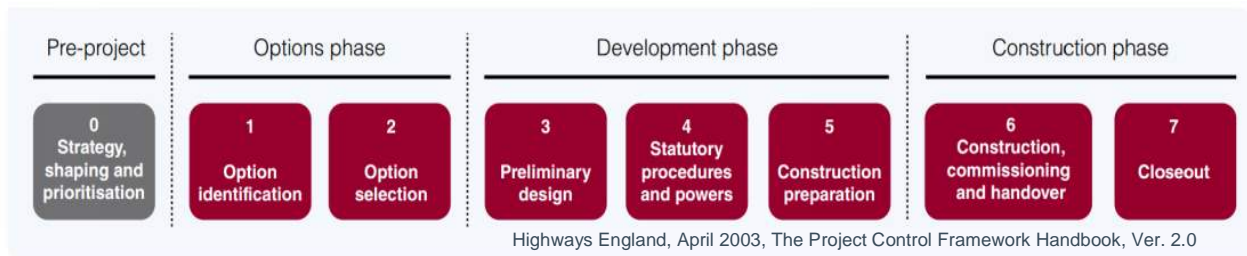 Pre-project
Options phase
Development phase
Construction phase
0
Strategy,
shaping and
prioritisation
1
Option
identification
2
Option
selection
3
Preliminary
design
4
Statutory
procedures
and powers
5
Construction
preparation
6
Construction,
commissioning
and handover
7
Closeout
Highways England, April 2003, The Project Control Framework Handbook, Ver. 2.0